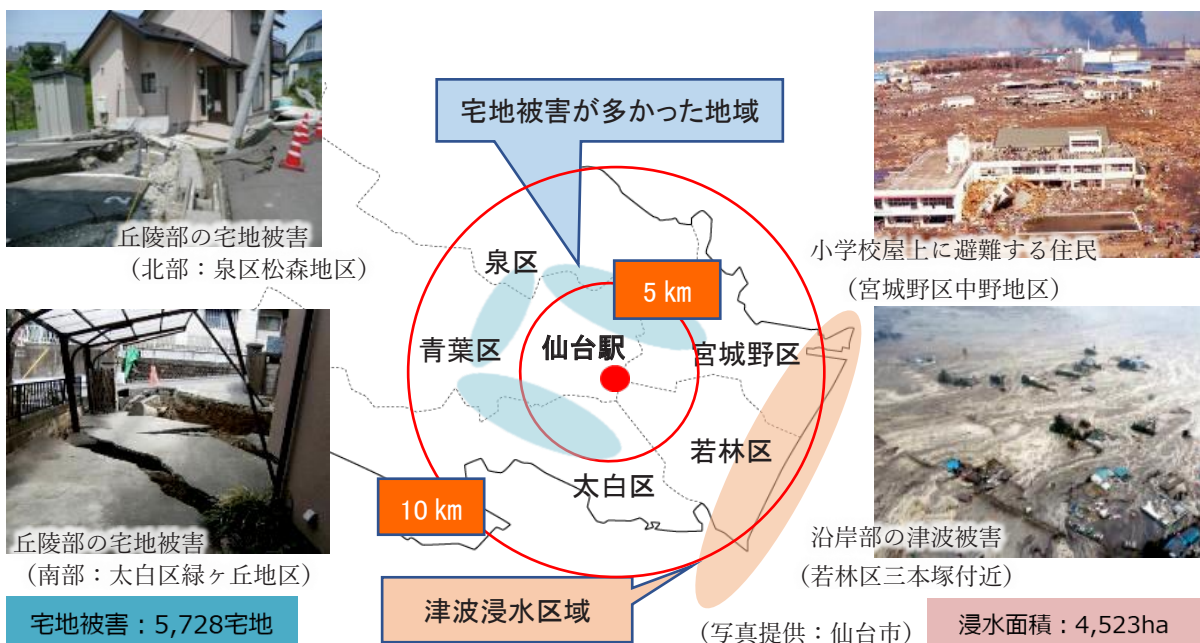 宅地被害が多かった地域
丘陵部の宅地被害
（北部：泉区松森地区）
小学校屋上に避難する住民
（宮城野区中野地区）
泉区
5 km
青葉区
仙台駅
宮城野区
若林区
太白区
10 km
丘陵部の宅地被害
（南部：太白区緑ヶ丘地区）
沿岸部の津波被害
（若林区三本塚付近）
宅地被害：5,728宅地
津波浸水区域
（写真提供：仙台市）
浸水面積：4,523ha